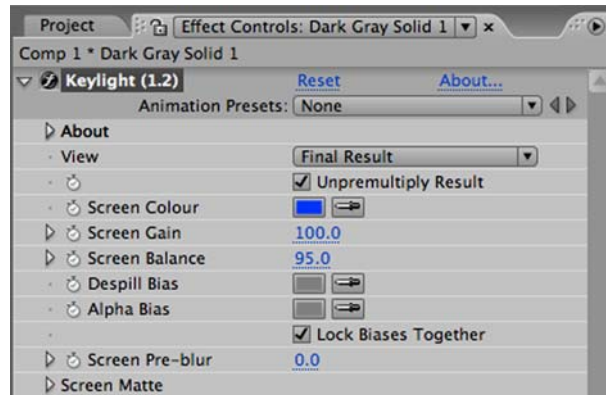 Project Effect Controls: Dark Gray Solid 1
Comp 1 * Dark Gray Solid 1
Keylight (1.2) Reset About...
Animation Presets: None
About
View Final Result
Unpremultiply Result
Screen Colour
Screen Gain 100.0
Screen Balance 95.0
Despill Bias
Alpha Bias
Lock Biases Together
Screen Pre-blur 0.0
Screen Matte